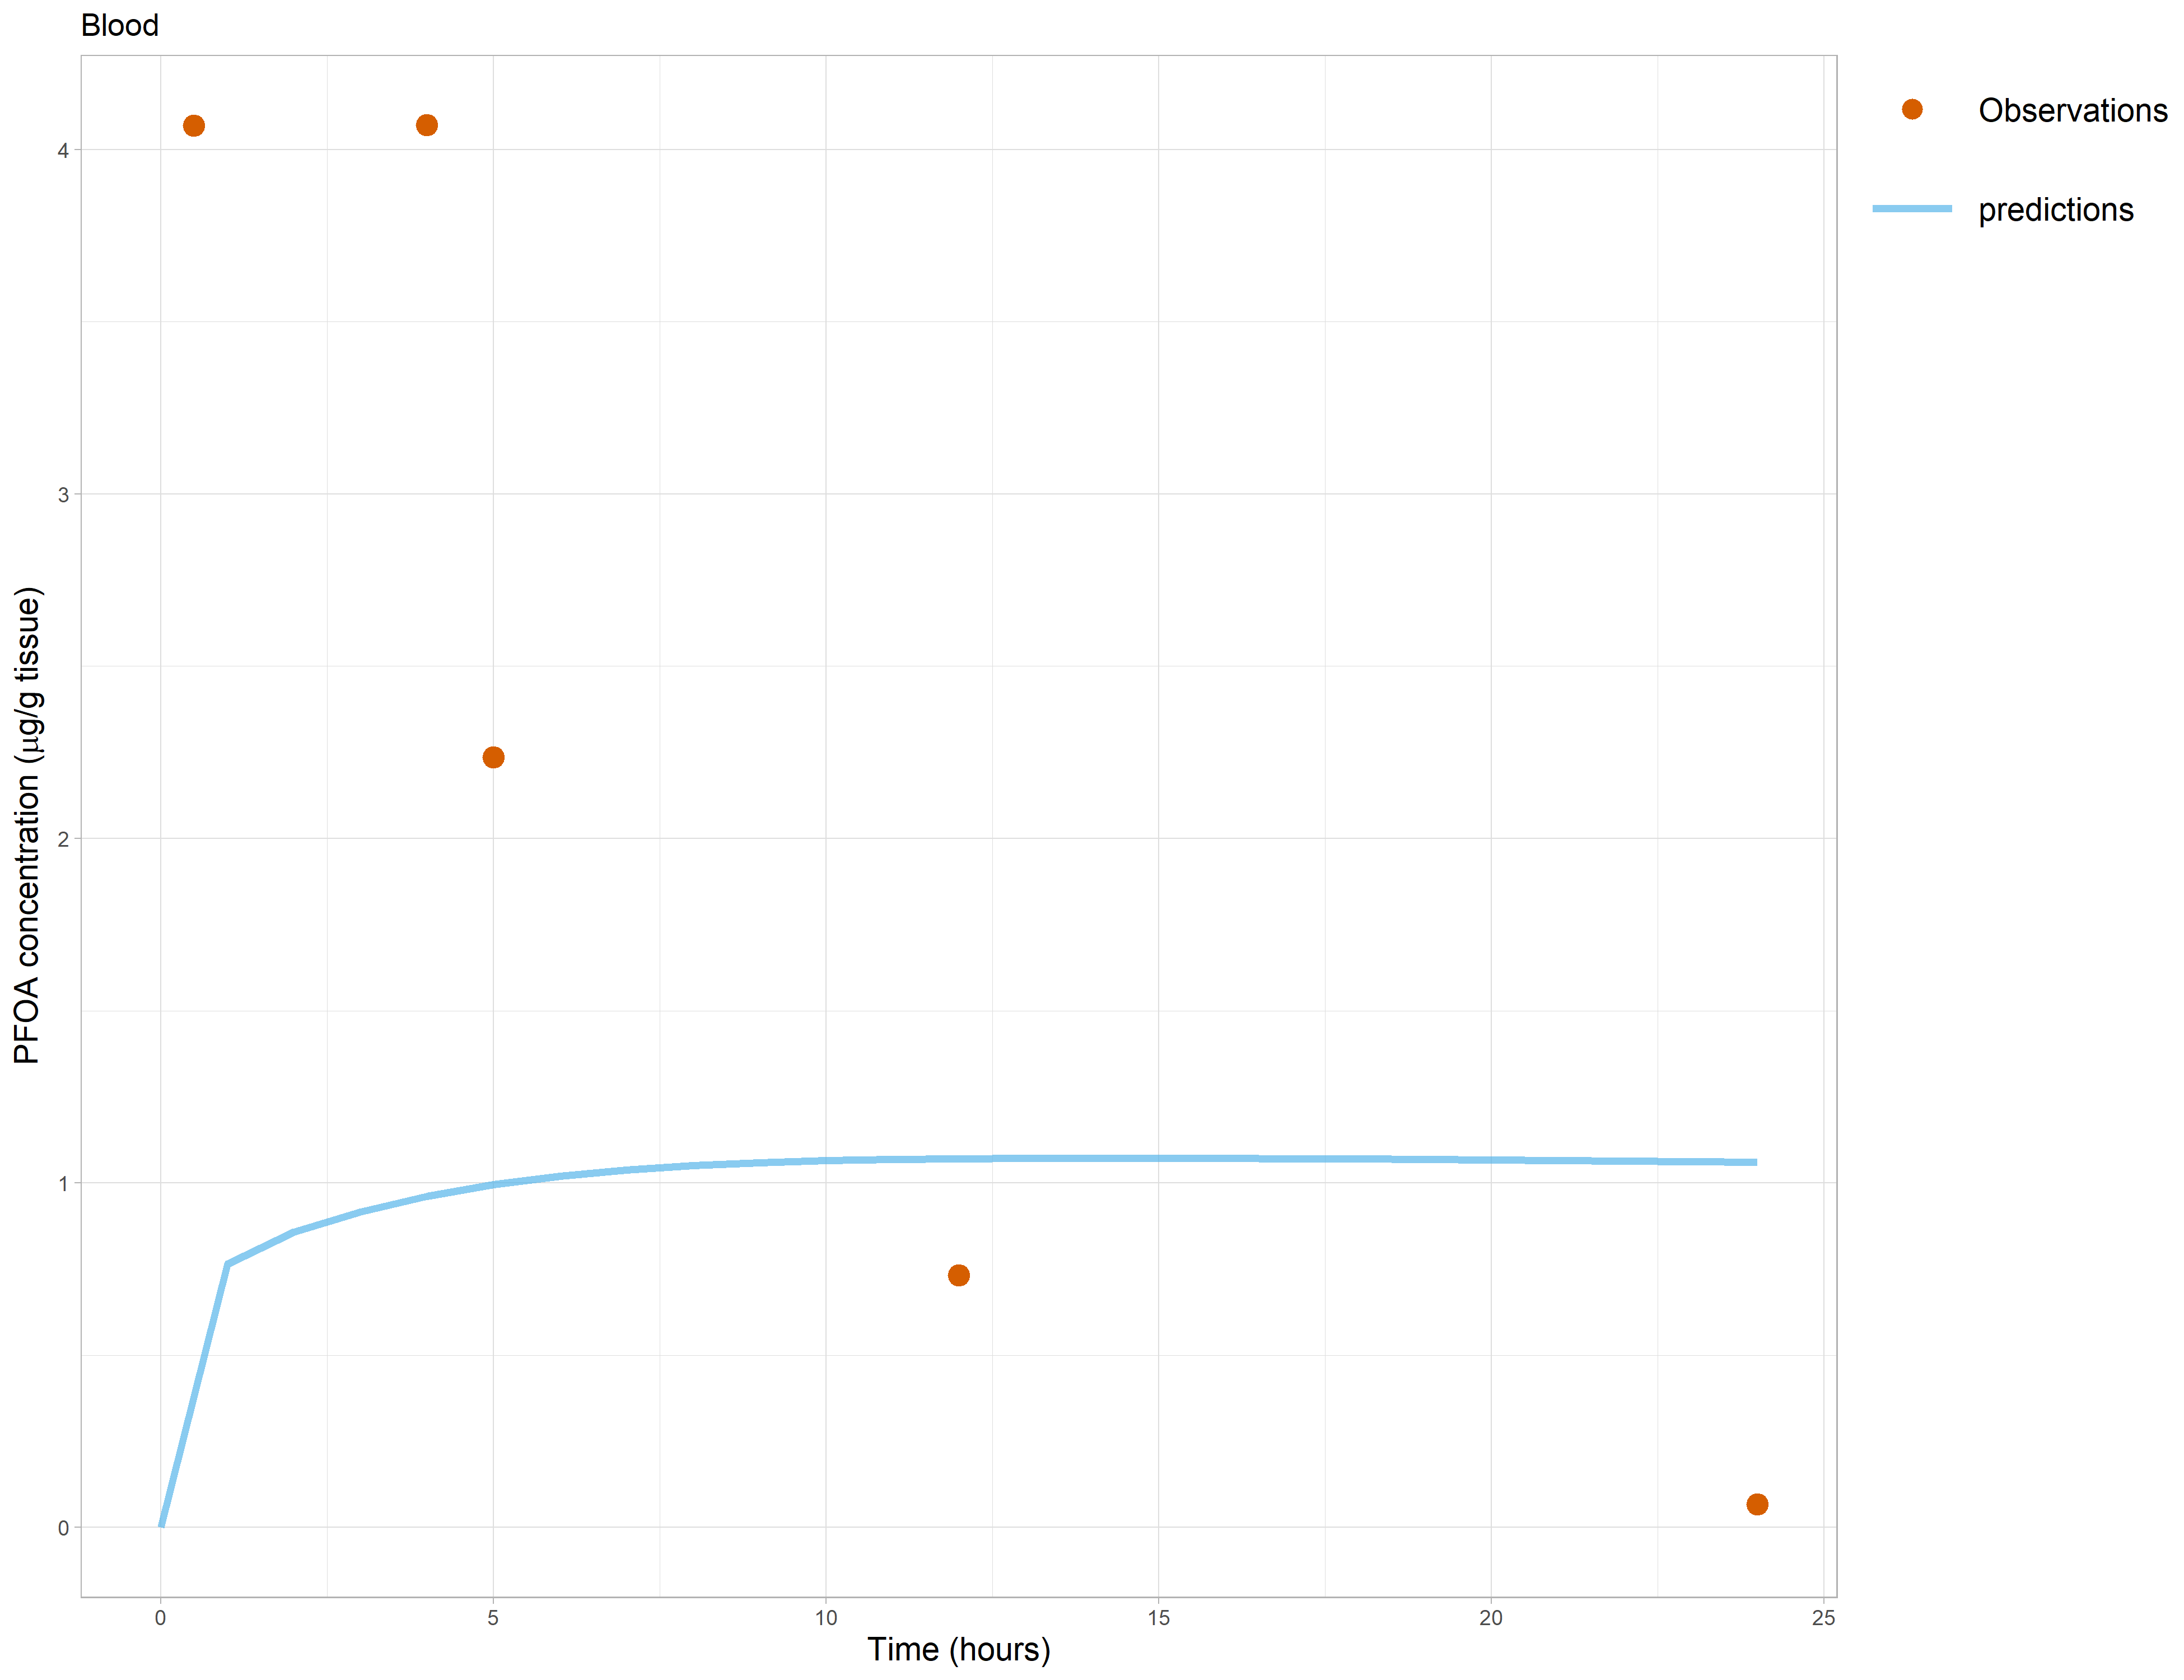 Blood
Observations
predictions
PFOA concentration (μg/g tissue)
4
3
2
1
0
0 5 10 15 20 25
Time (hours)